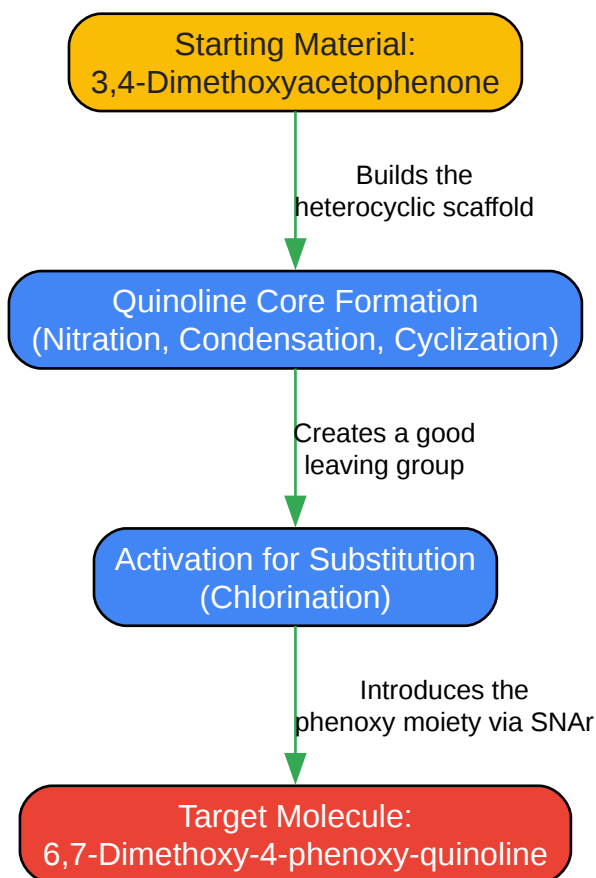 Starting Material:
3,4-Dimethoxyacetophenone
Builds the
heterocyclic scaffold
Quinoline Core Formation
(Nitration, Condensation, Cyclization)
Creates a good
leaving group
Activation for Substitution
(Chlorination)
Introduces the
phenoxy moiety via SNAr
Target Molecule:
6,7-Dimethoxy-4-phenoxy-quinoline